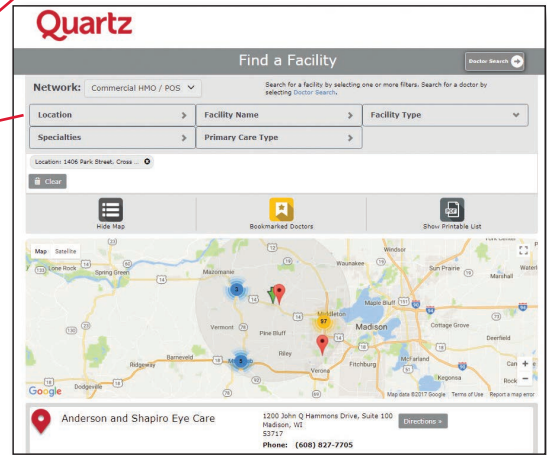 Quartz
Find a Facility
Doctor Search
Network: Commercial HMO / POS
Search for a facility by selecting one or more filters. Search for a doctor by
selecting Doctor Search.
Location
Facility Name
Facility Type
Specialties
Primary Care Type
Location: 1406 Park Street, Cross ...
Clear
Hide Map
Bookmarked Doctors
Show Printable List
Map Satellite
Lone Rock
Spring Green
Mazomanie
Waunakee
Windsor
Sun Prairie
Marshall
Maple Bluff
Middleton
Madison
Cottage Grove
Deerfield
Vermont
Pine Bluff
Riley
Verona
Fitchburg
McFarland
Kegonsa
Barneveld
Ridgeway
Dodgeville
3
97
5
Google
Map data ©2017 Google Terms of Use Report a map error
Anderson and Shapiro Eye Care
1200 John Q Hammons Drive, Suite 100
Madison, WI
53717
Phone: (608) 827-7705
Directions »